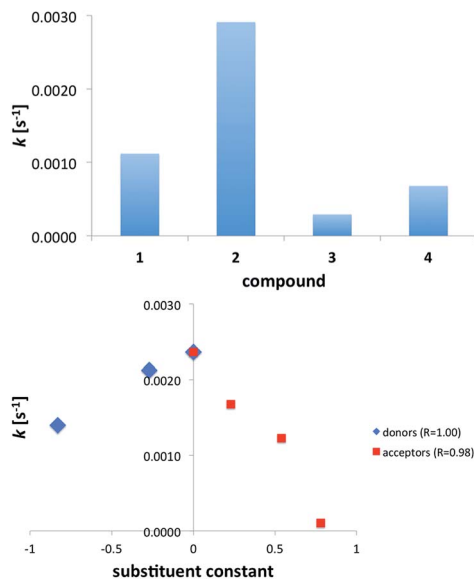 0.0030
0.0020
0.0010
0.0000
k [s⁻¹]
1 2 3 4
compound
0.0030
0.0020
0.0010
0.0000
k [s⁻¹]
-1 -0.5 0 0.5 1
substituent constant
donors (R=1.00)
acceptors (R=0.98)